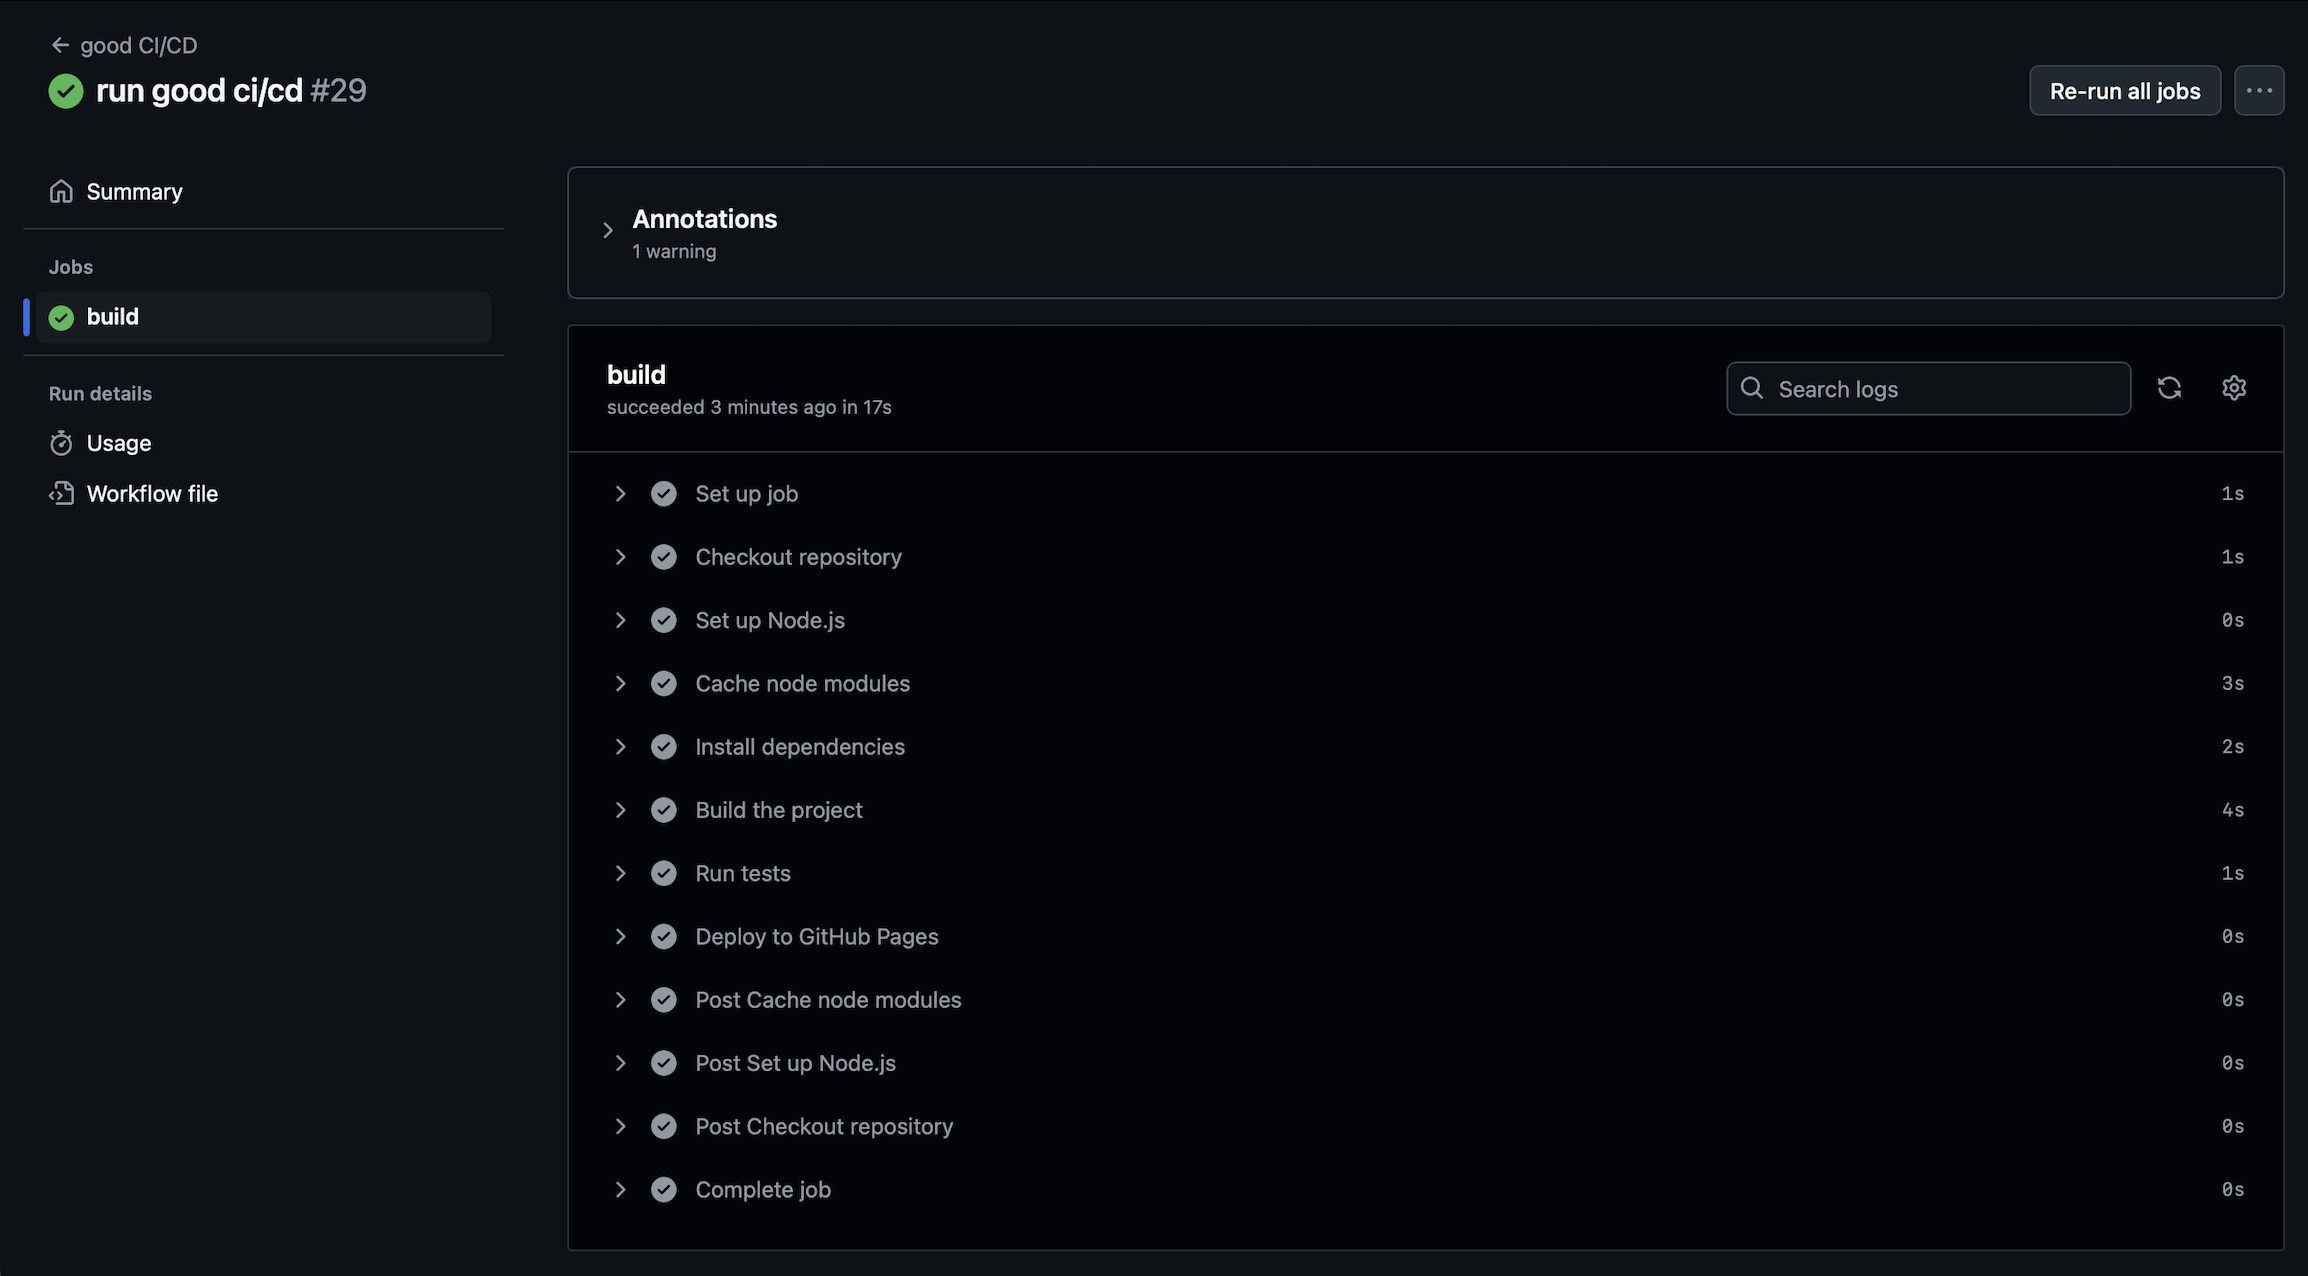 good CI/CD
run good ci/cd #29
Re-run all jobs
Summary
Jobs
build
Run details
Usage
Workflow file
Annotations
1 warning
build
succeeded 3 minutes ago in 17s
Search logs
Set up job 1s
Checkout repository 1s
Set up Node.js 0s
Cache node modules 3s
Install dependencies 2s
Build the project 4s
Run tests 1s
Deploy to GitHub Pages 0s
Post Cache node modules 0s
Post Set up Node.js 0s
Post Checkout repository 0s
Complete job 0s